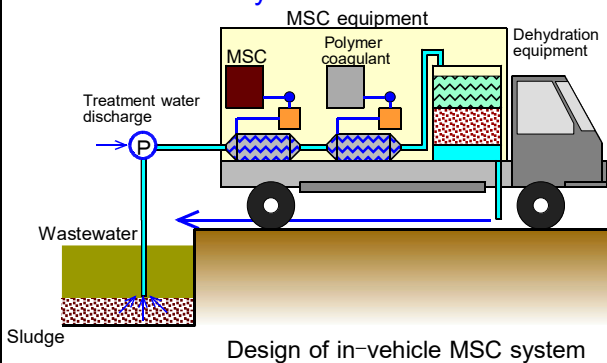 MSC equipment
MSC
Polymer
coagulant
Dehydration
equipment
Treatment water
discharge
P
Wastewater
Sludge
Design of in-vehicle MSC system